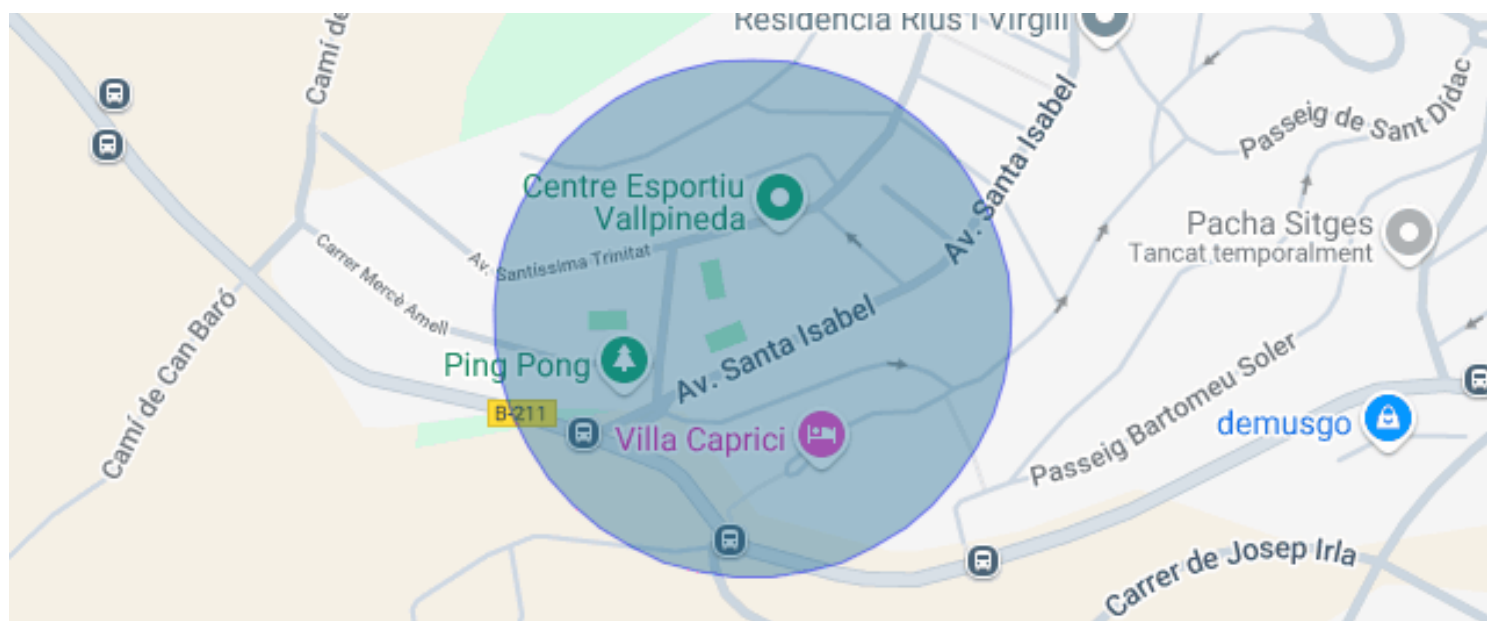 Residència Rius i Virgili
Camí de
Av. Santa Isabel
Passeig de Sant Dídac
Centre Esportiu
Vallpineda
Pacha Sitges
Tancat temporalment
Av. Santíssima Trinitat
Carrer Mercè Amell
Camí de Can Baró
Av. Santa Isabel
Ping Pong
Passeig Bartomeu Soler
B-211
Villa Caprici
demusgo
Carrer de Josep Irla